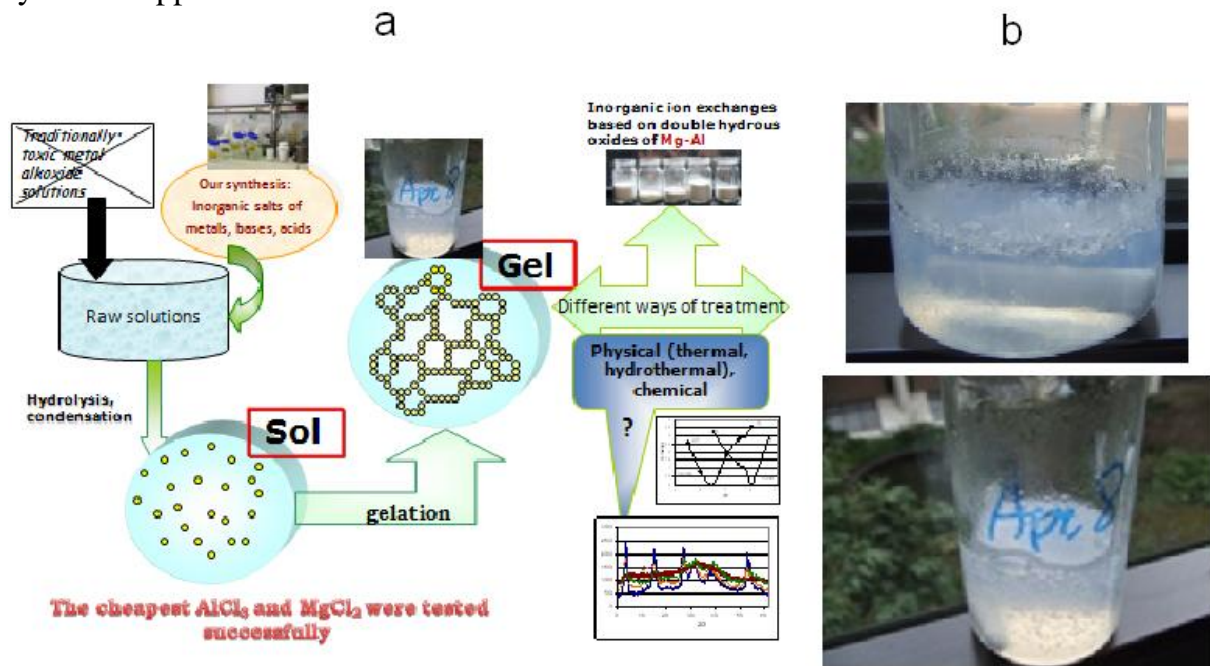 a
b
Traditionally
toxic metal
alkoxide
solutions
Our synthesis:
Inorganic salts of
metals, bases, acids
Inorganic ion exchanges
based on double hydrous
oxides of Mg-Al
Apr 8
Gel
Raw solutions
Different ways of treatment
Physical (thermal,
hydrothermal),
chemical
?
Hydrolysis,
condensation
Sol
gelation
The cheapest AlCl3 and MgCl2 were tested
successfully
Apr 8